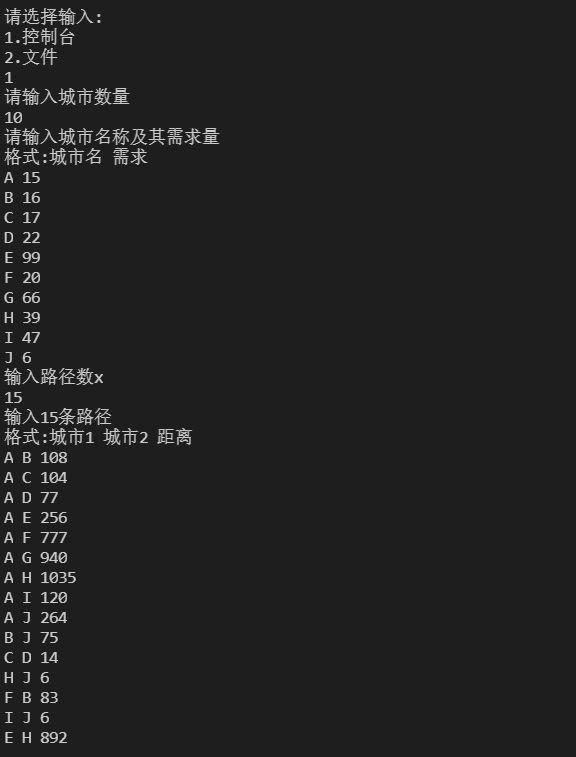 请选择输入:
1.控制台
2.文件
1
请输入城市数量
10
请输入城市名称及其需求量
格式:城市名 需求
A 15
B 16
C 17
D 22
E 99
F 20
G 66
H 39
I 47
J 6
输入路径数x
15
输入15条路径
格式:城市1 城市2 距离
A B 108
A C 104
A D 77
A E 256
A F 777
A G 940
A H 1035
A I 120
A J 264
B J 75
C D 14
H J 6
F B 83
I J 6
E H 892